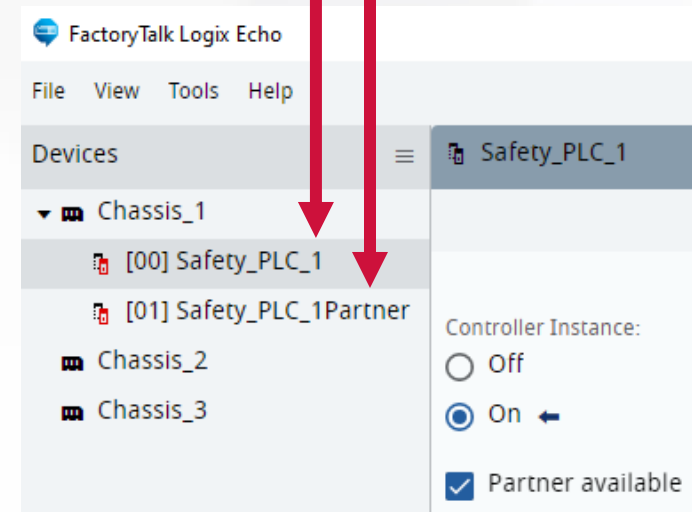 FactoryTalk Logix Echo
File View Tools Help
Devices
Safety_PLC_1
Chassis_1
[00] Safety_PLC_1
[01] Safety_PLC_1Partner
Chassis_2
Chassis_3
Controller Instance:
Off
On
Partner available